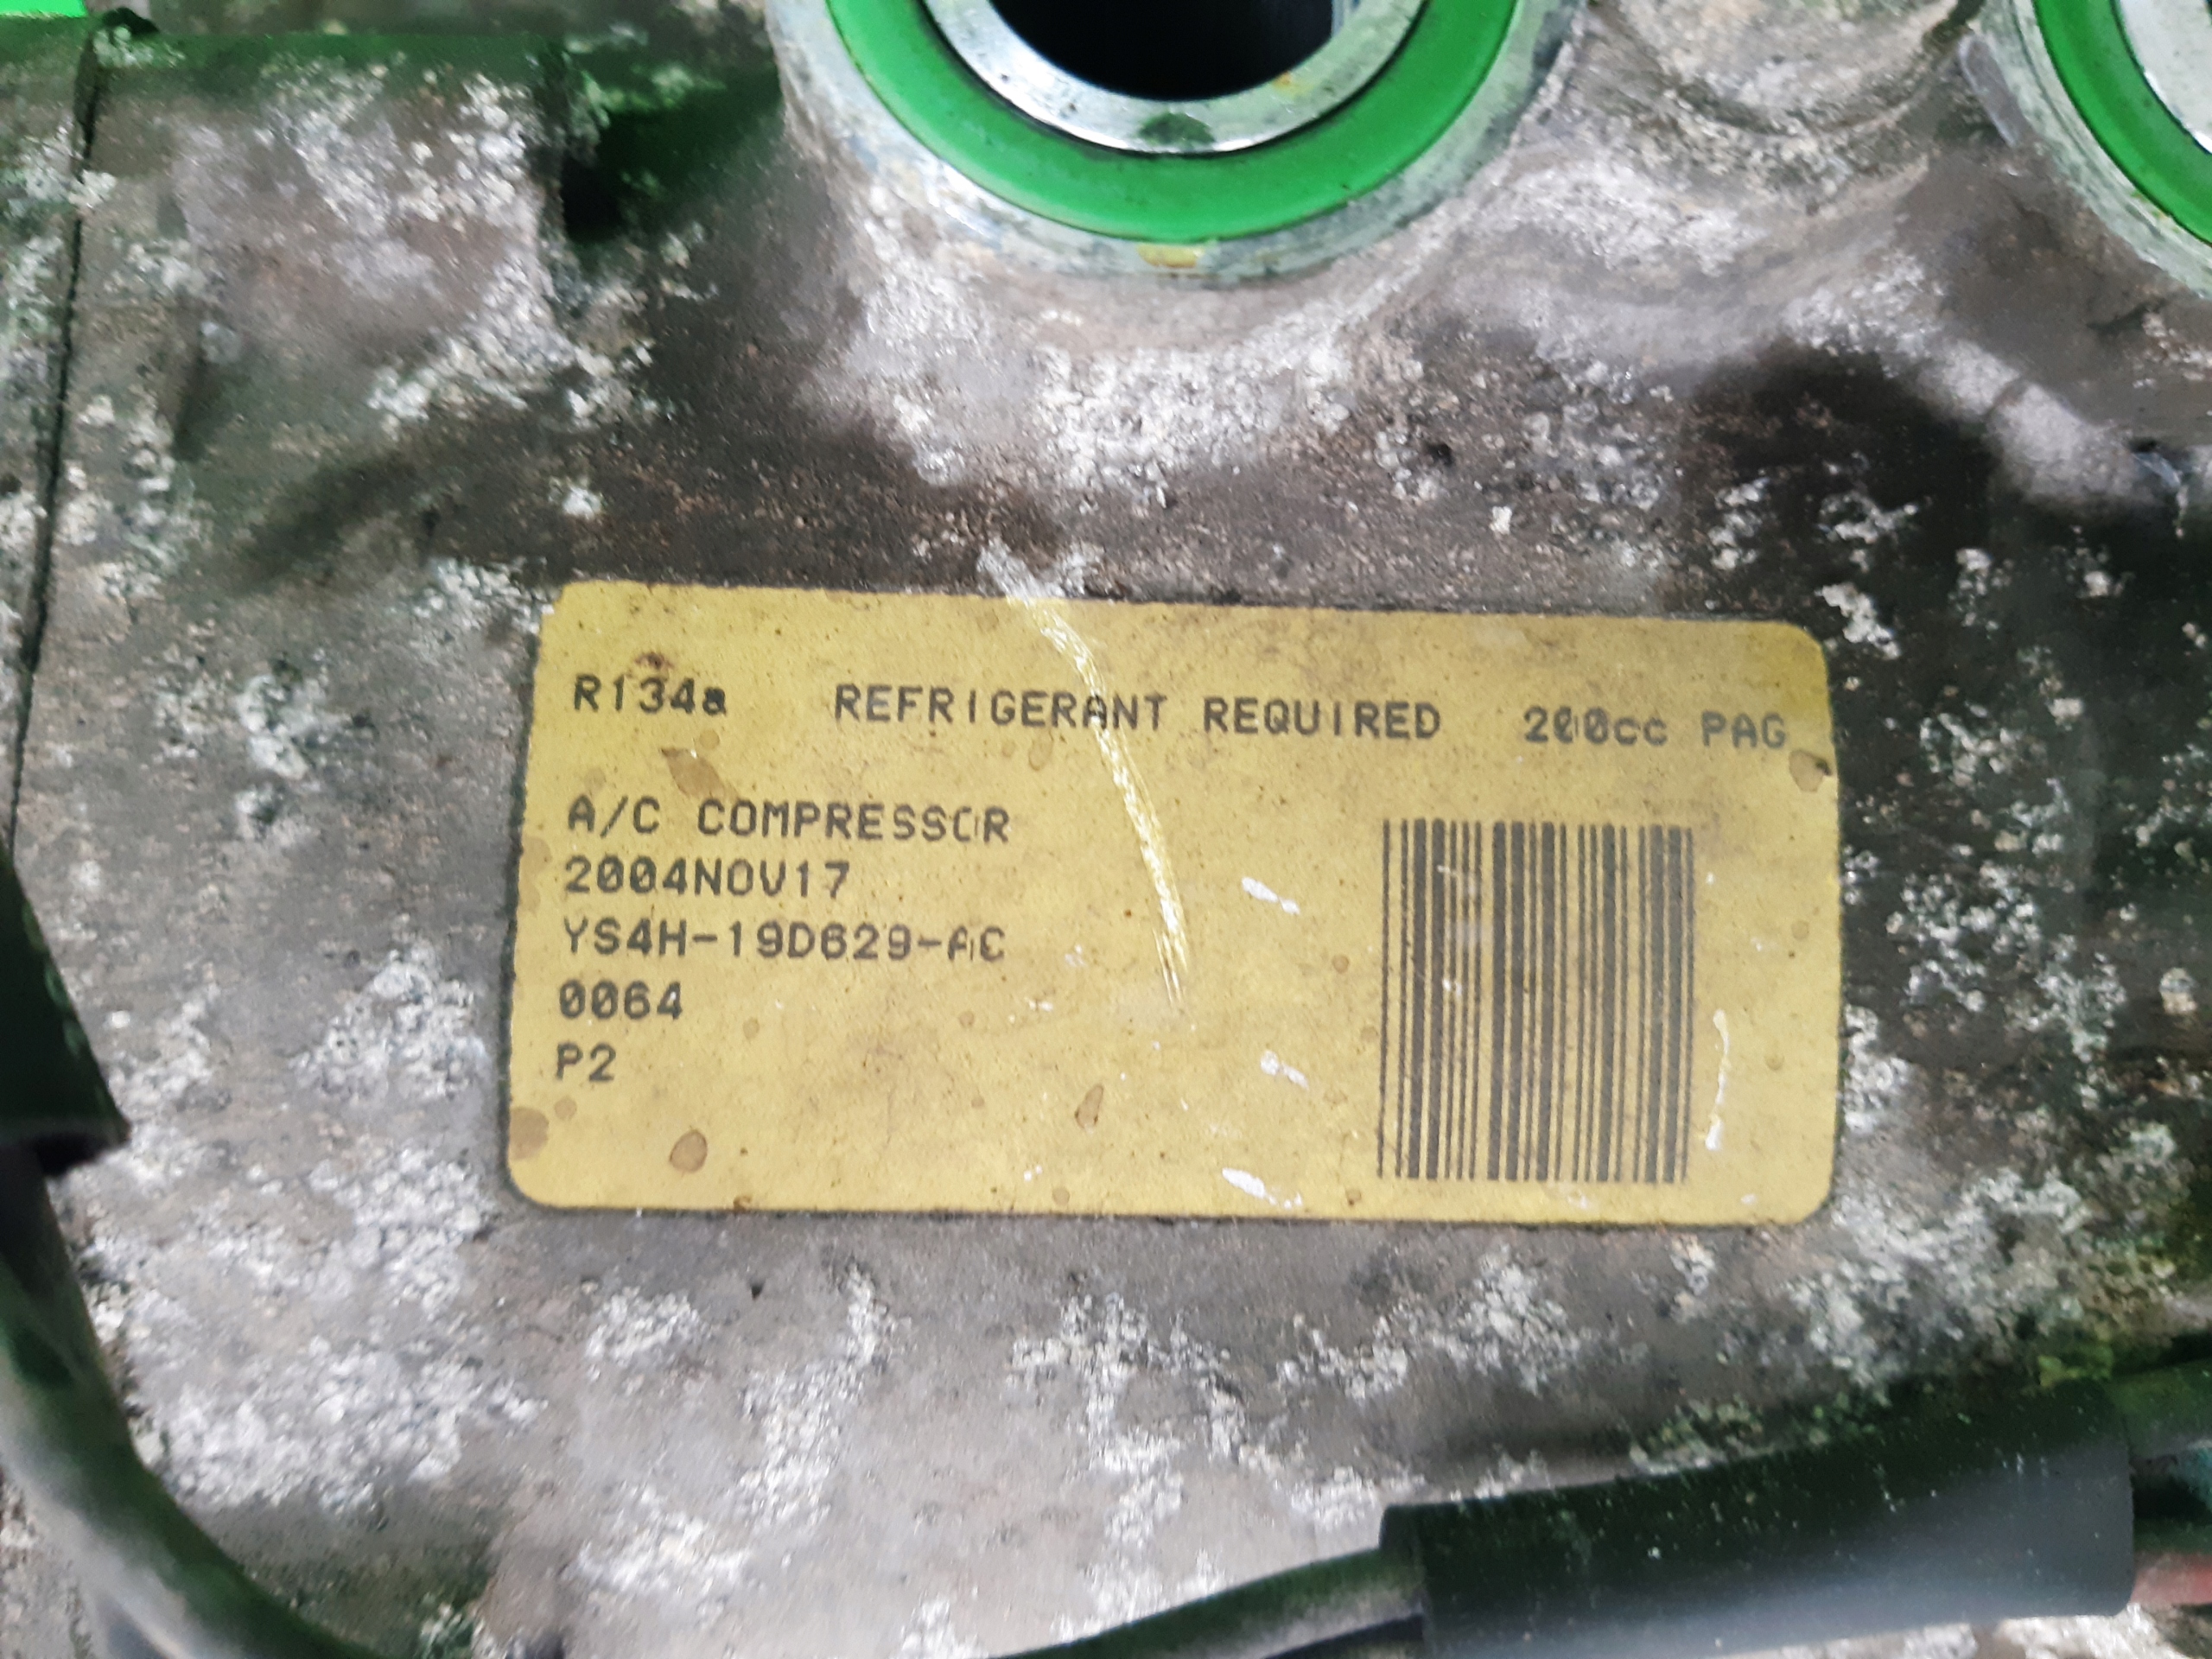 R134a REFRIGERANT REQUIRED 200cc PAG
A/C COMPRESSOR
2004NOV17
YS4H-19D629-AC
0064
P2